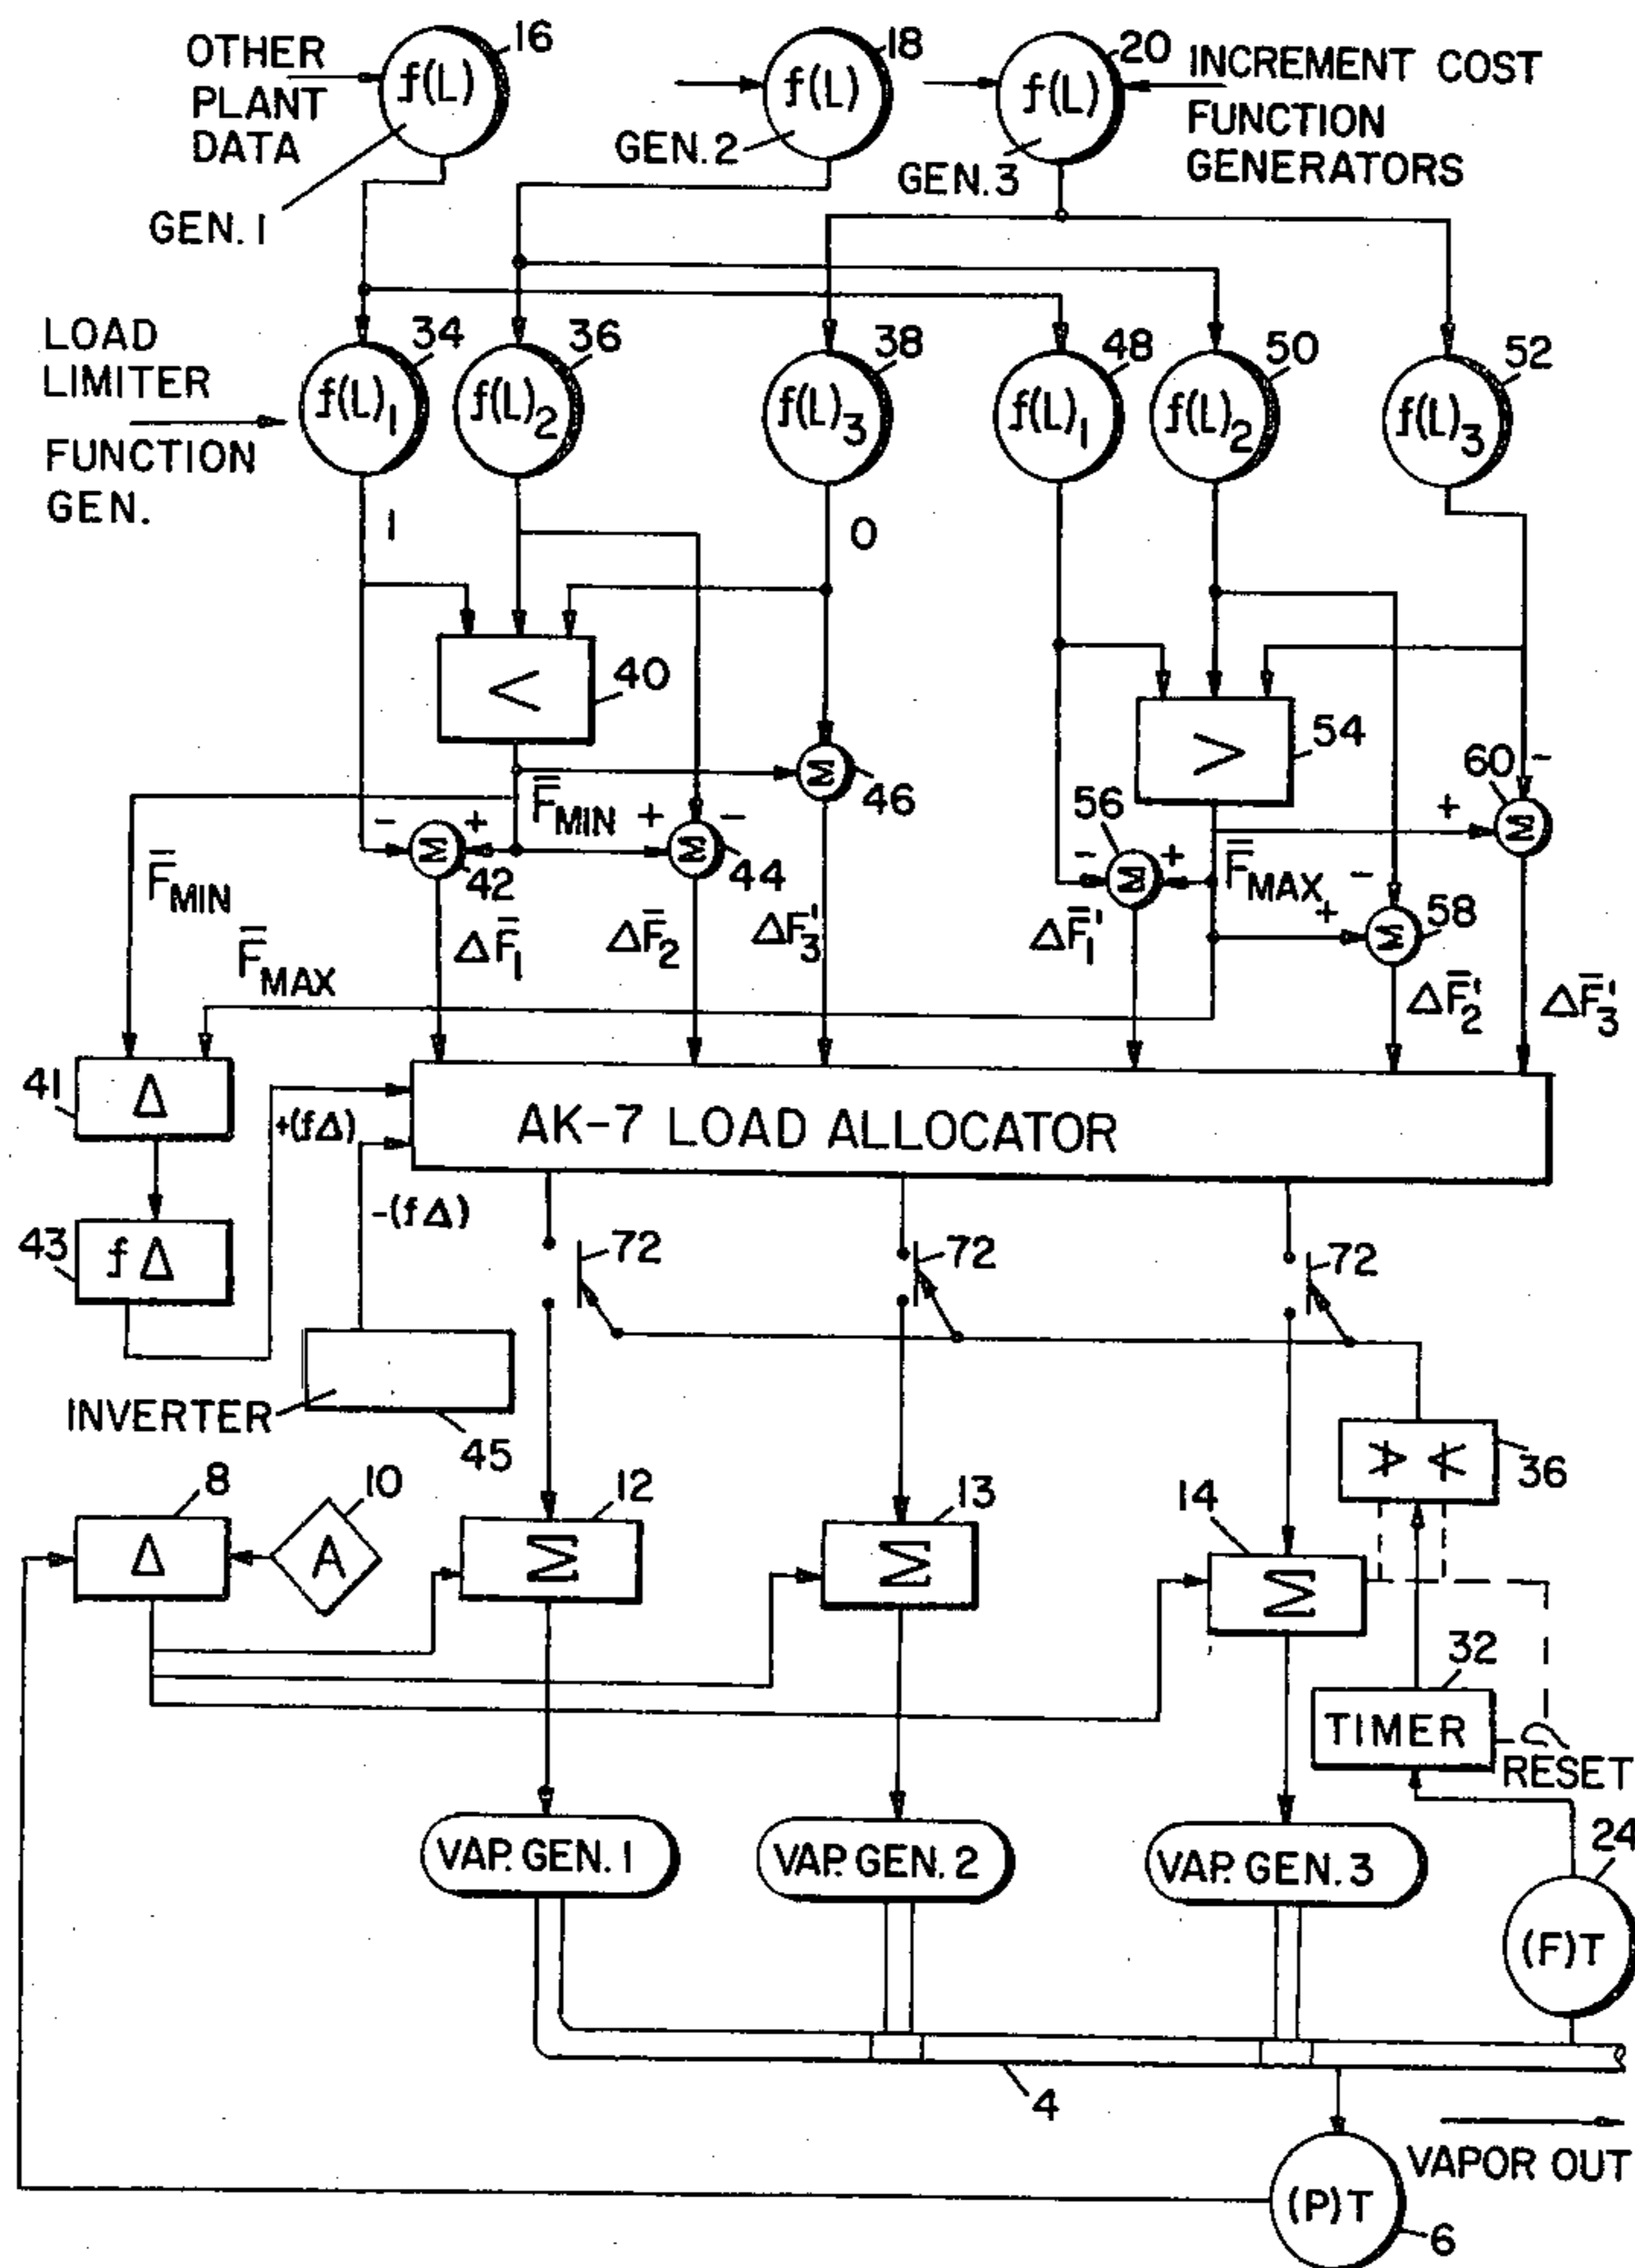 OTHER
PLANT
DATA
f(L)
16
GEN. 1
f(L)
18
GEN. 2
f(L)
20
GEN. 3
INCREMENT COST
FUNCTION
GENERATORS
LOAD
LIMITER
FUNCTION
GEN.
f(L)1
34
f(L)2
36
f(L)3
38
f(L)1
48
f(L)2
50
f(L)3
52
1
0
<
40
>
54
Σ
46
60
-
+
Σ
-
+
F̅MIN
+
-
Σ
42
Σ
44
56
-
+
Σ
F̅MAX
-
+
Σ
58
F̅MIN
F̅MAX
ΔF̅1
ΔF̅2
ΔF3'
ΔF̅1'
ΔF̅2'
ΔF̅3'
41
Δ
+(fΔ)
AK-7 LOAD ALLOCATOR
-(fΔ)
43
fΔ
72
72
72
INVERTER
45
36
8
Δ
10
A
12
Σ
13
Σ
14
Σ
32
TIMER
RESET
VAP. GEN. 1
VAP. GEN. 2
VAP. GEN. 3
24
(F)T
4
VAPOR OUT
(P)T
6